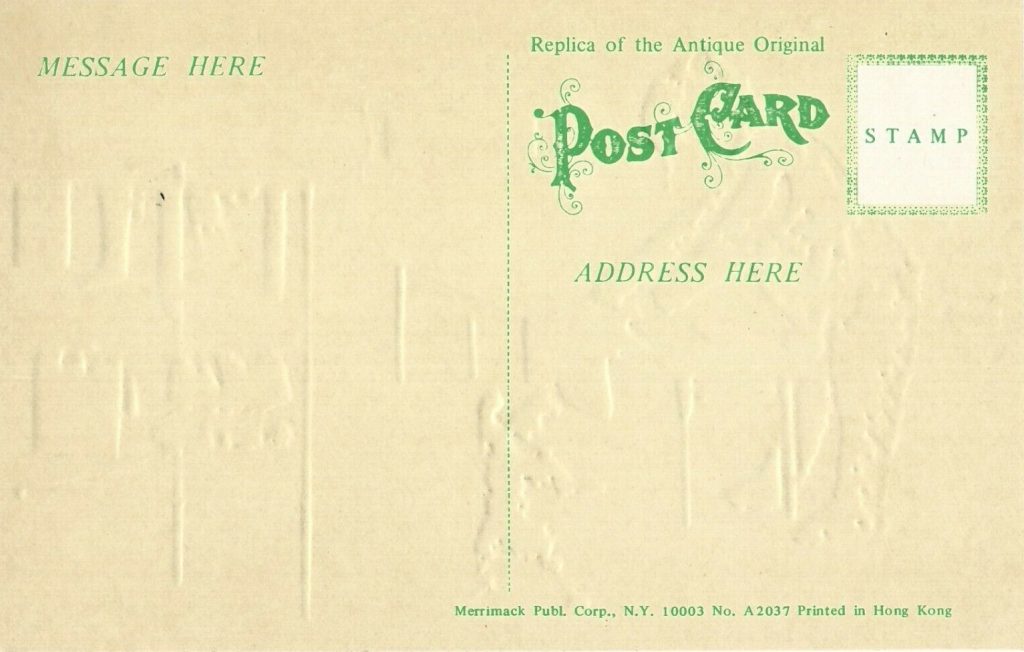 MESSAGE HERE
Replica of the Antique Original
POST CARD
STAMP
ADDRESS HERE
Merrimack Publ. Corp., N.Y. 10003 No. A2037 Printed in Hong Kong